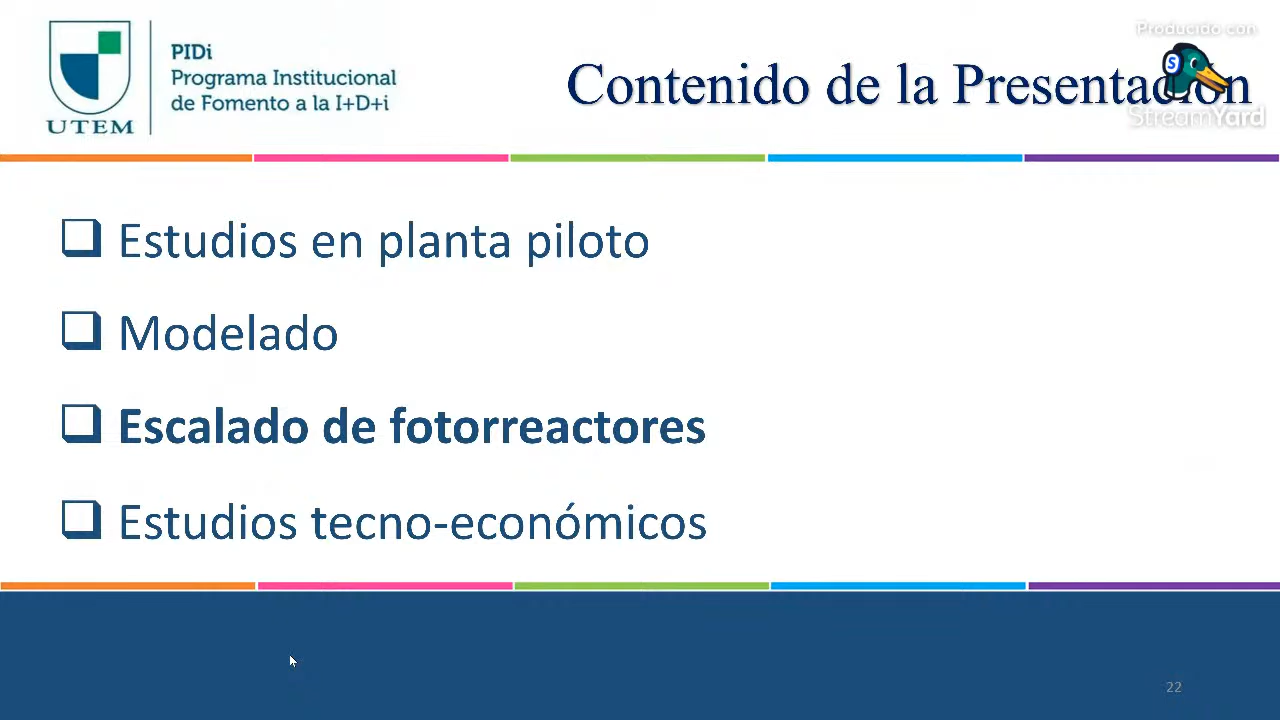 PIDi
Programa Institucional
de Fomento a la I+D+i
UTEM
Contenido de la Presentación
Producido con
S
StreamYard
Estudios en planta piloto
Modelado
Escalado de fotorreactores
Estudios tecno-económicos
22